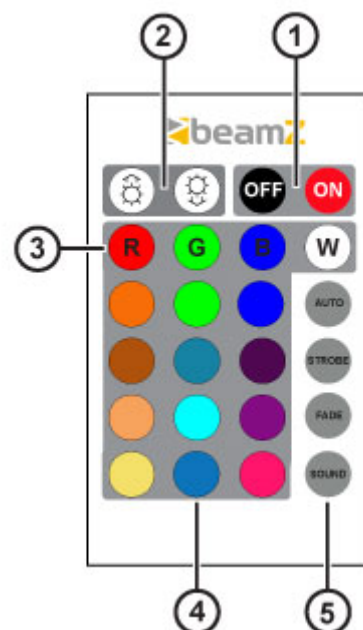 2 1
beamZ
OFF ON
3 R G B W
AUTO
STROBE
FADE
SOUND
4 5